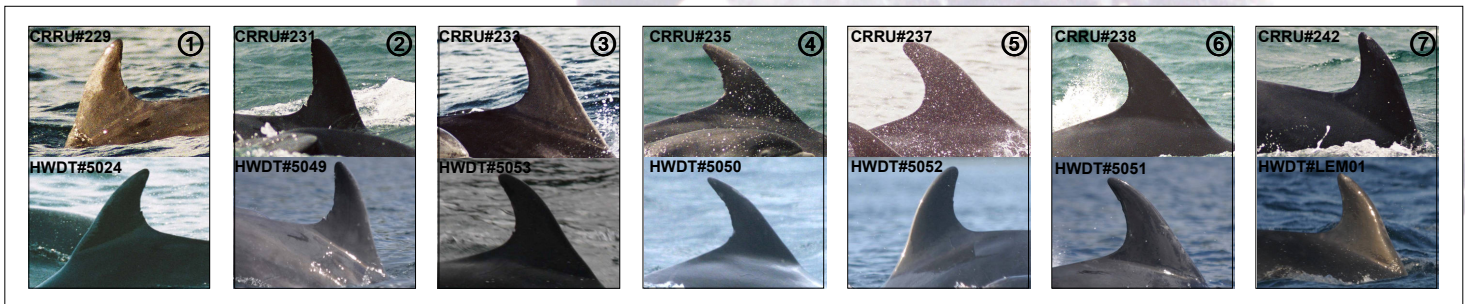 CRRU#229 ①
CRRU#231 ②
CRRU#233 ③
CRRU#235 ④
CRRU#237 ⑤
CRRU#238 ⑥
CRRU#242 ⑦
HWDT#5024
HWDT#5049
HWDT#5053
HWDT#5050
HWDT#5052
HWDT#5051
HWDT#LEM01